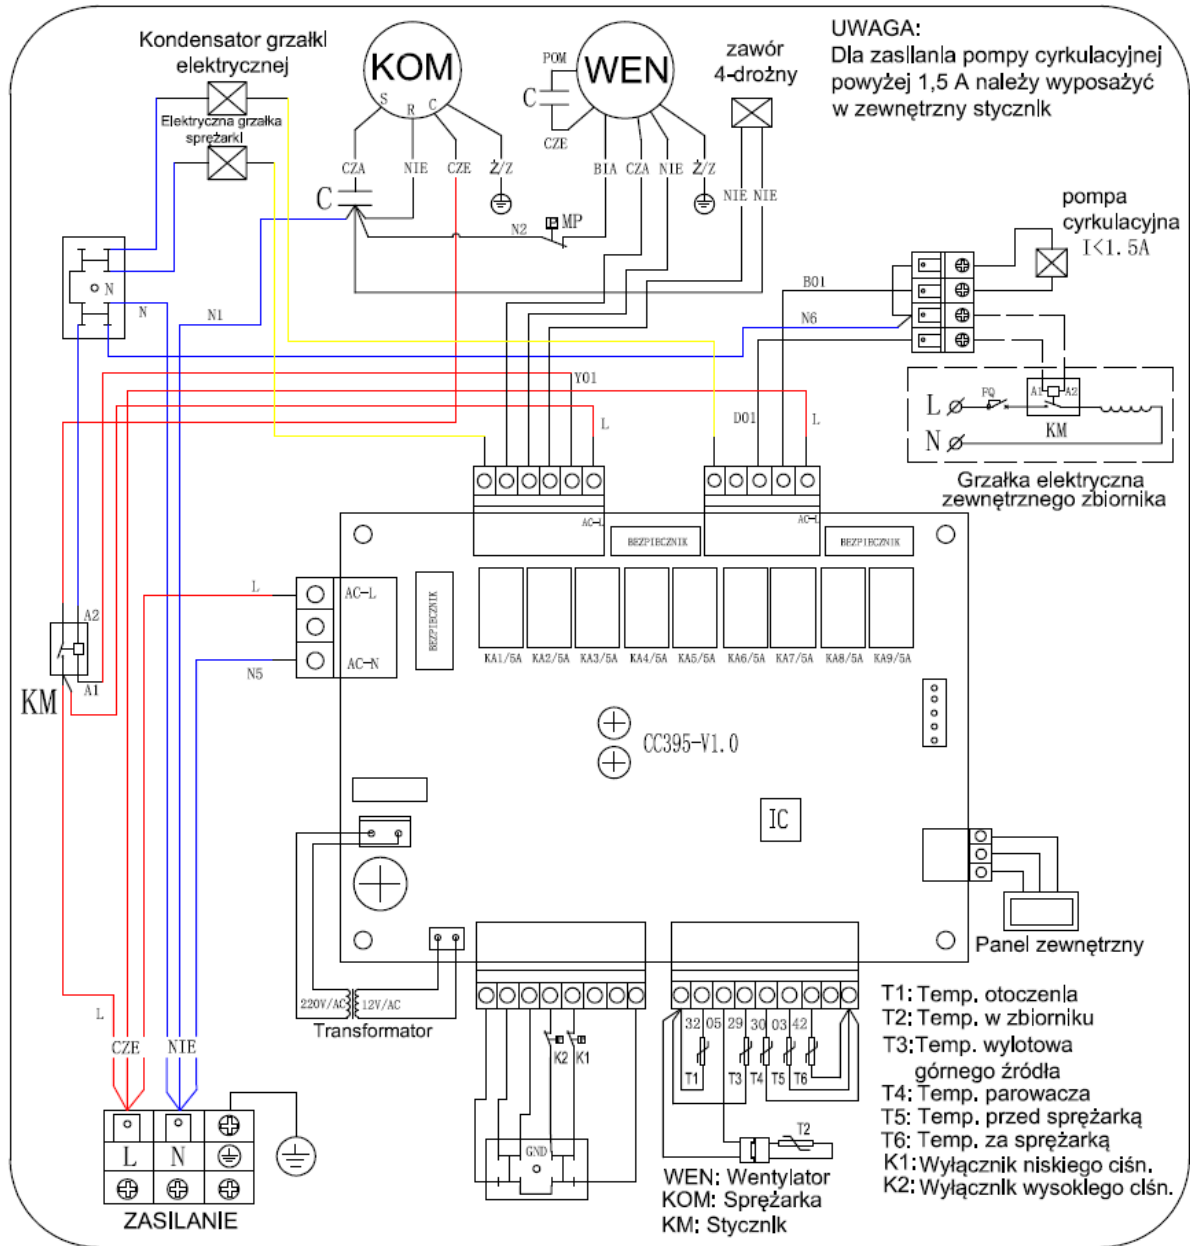 Kondensator grzałki
elektrycznej
Elektryczna grzałka
sprężarki
KOM
S
R
C
CZA
NIE
CZE
Ż/Z
C
POM
WEN
C
CZE
BIA
CZA
NIE
Ż/Z
zawór
4-drożny
NIE
NIE
UWAGA:
Dla zasilania pompy cyrkulacyjnej
powyżej 1,5 A należy wyposażyć
w zewnętrzny stycznik
pompa
cyrkulacyjna
I<1.5A
N2
P
MP
N
N
N1
B01
N6
Y01
L
D01
L
L
FQ
A1
A2
KM
N
Grzałka elektryczna
zewnętrznego zbiornika
AC-L
BEZPIECZNIK
AC-L
BEZPIECZNIK
L
AC-L
BEZPIECZNIK
AC-N
N5
KA1/5A
KA2/5A
KA3/5A
KA4/5A
KA5/5A
KA6/5A
KA7/5A
KA8/5A
KA9/5A
A2
A1
KM
CC395-V1.0
IC
Panel zewnętrzny
220V/AC
12V/AC
Transformator
L
CZE
NIE
L
N
ZASILANIE
K2
K1
GND
32
05
29
30
03
42
T1
T3
T4
T5
T6
T2
WEN: Wentylator
KOM: Sprężarka
KM: Stycznik
T1: Temp. otoczenia
T2: Temp. w zbiorniku
T3: Temp. wylotowa
górnego źródła
T4: Temp. parowacza
T5: Temp. przed sprężarką
T6: Temp. za sprężarką
K1: Wyłącznik niskiego ciśn.
K2: Wyłącznik wysokiego ciśn.